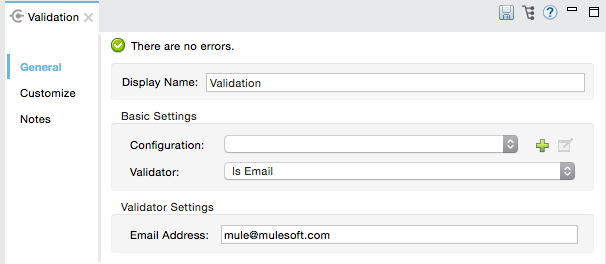 Validation
There are no errors.
General
Customize
Notes
Display Name: Validation
Basic Settings
Configuration:
Validator: Is Email
Validator Settings
Email Address: mule@mulesoft.com